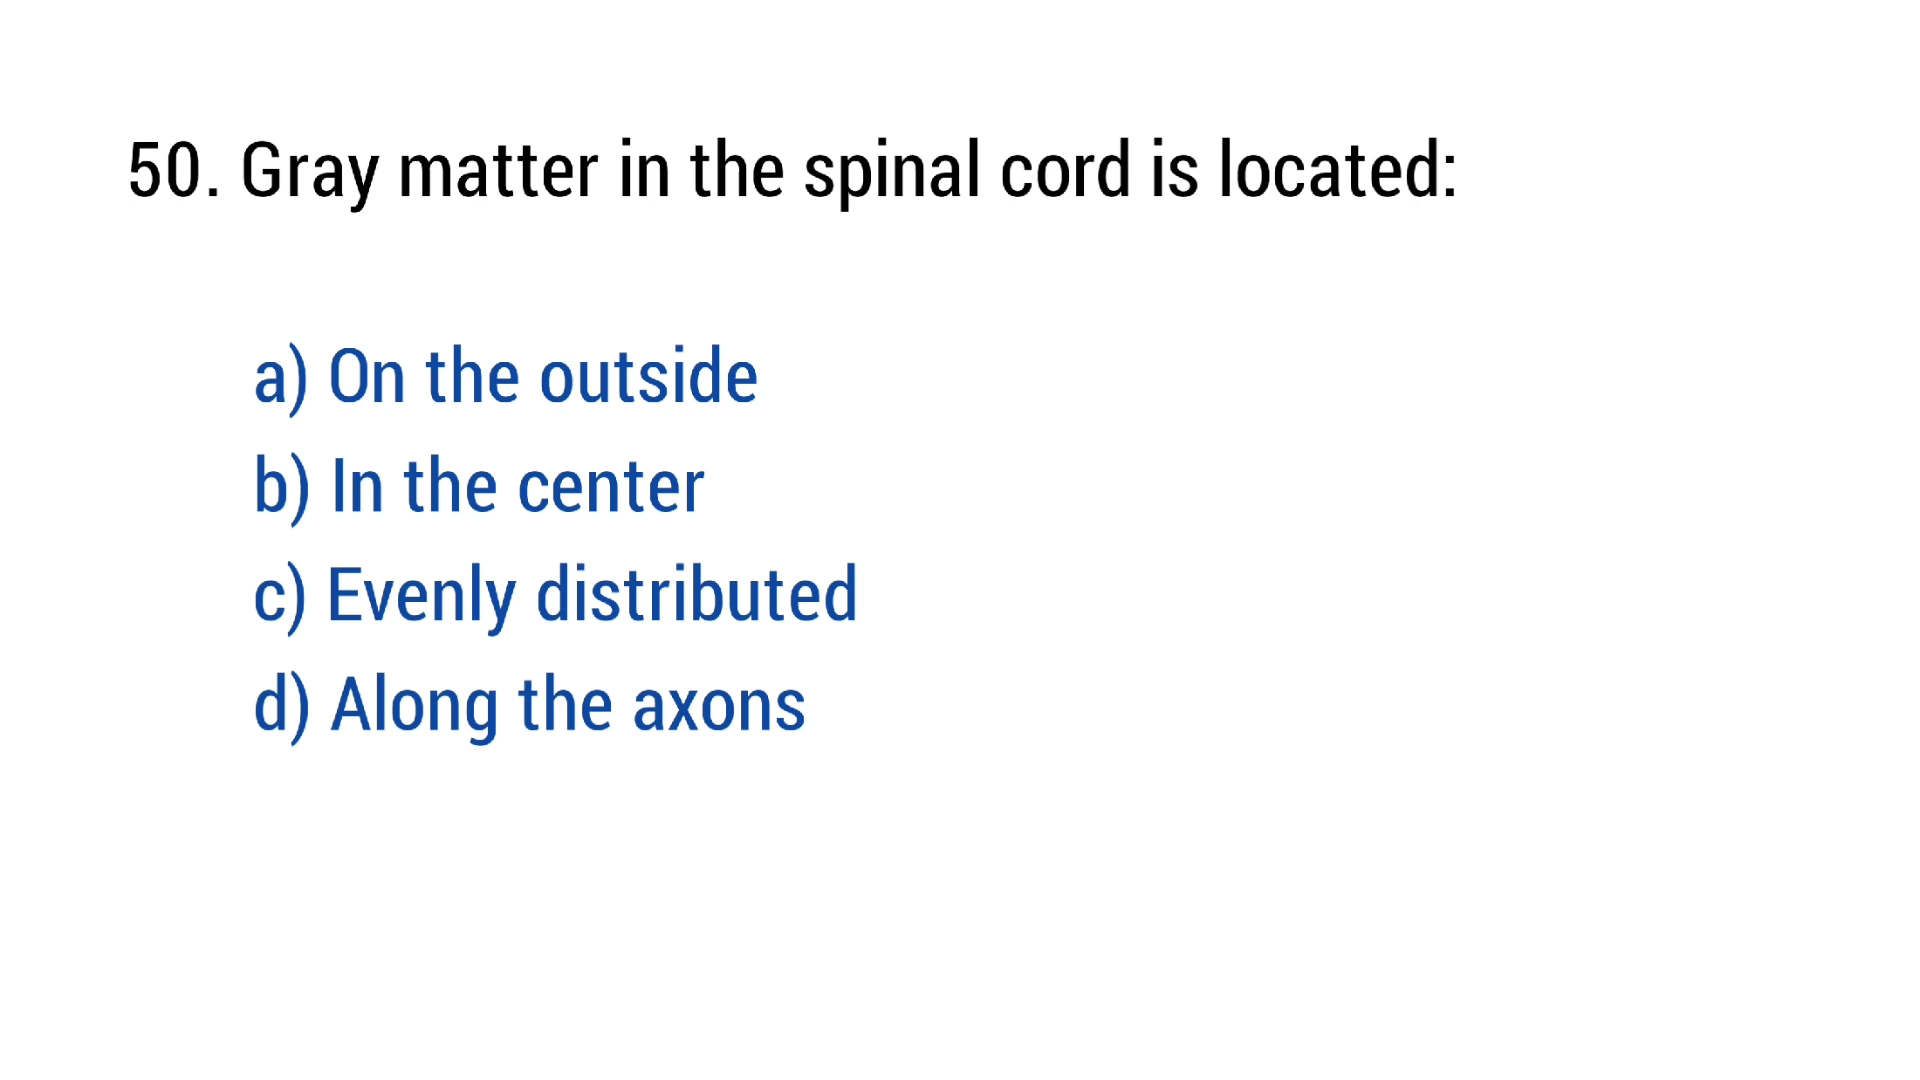 50. Gray matter in the spinal cord is located:
a) On the outside
b) In the center
c) Evenly distributed
d) Along the axons